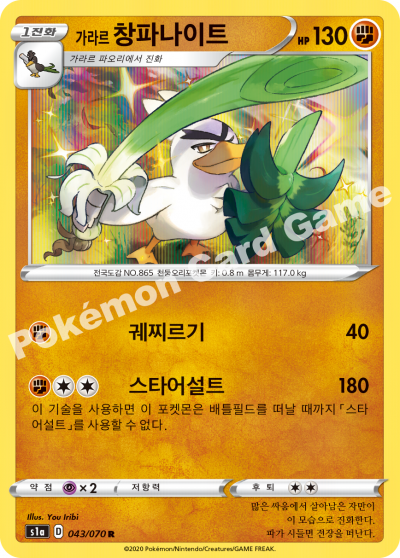 1진화
가라르 창파나이트
HP 130
가라르 파오리에서 진화
Pokémon Card Game
전국도감 NO.865 천둥오리포켓몬 키: 0.8 m 몸무게: 117.0 kg
궤찌르기 40
스타어설트 180
이 기술을 사용하면 이 포켓몬은 배틀필드를 떠날 때까지 「스타
어설트」를 사용할 수 없다.
약점 ×2 저항력 후퇴
Illus. You Iribi
s1a D 043/070 R
많은 싸움에서 살아남은 자만이
이 모습으로 진화한다.
파가 시들면 전장을 떠난다.
©2020 Pokémon/Nintendo/Creatures/GAME FREAK.